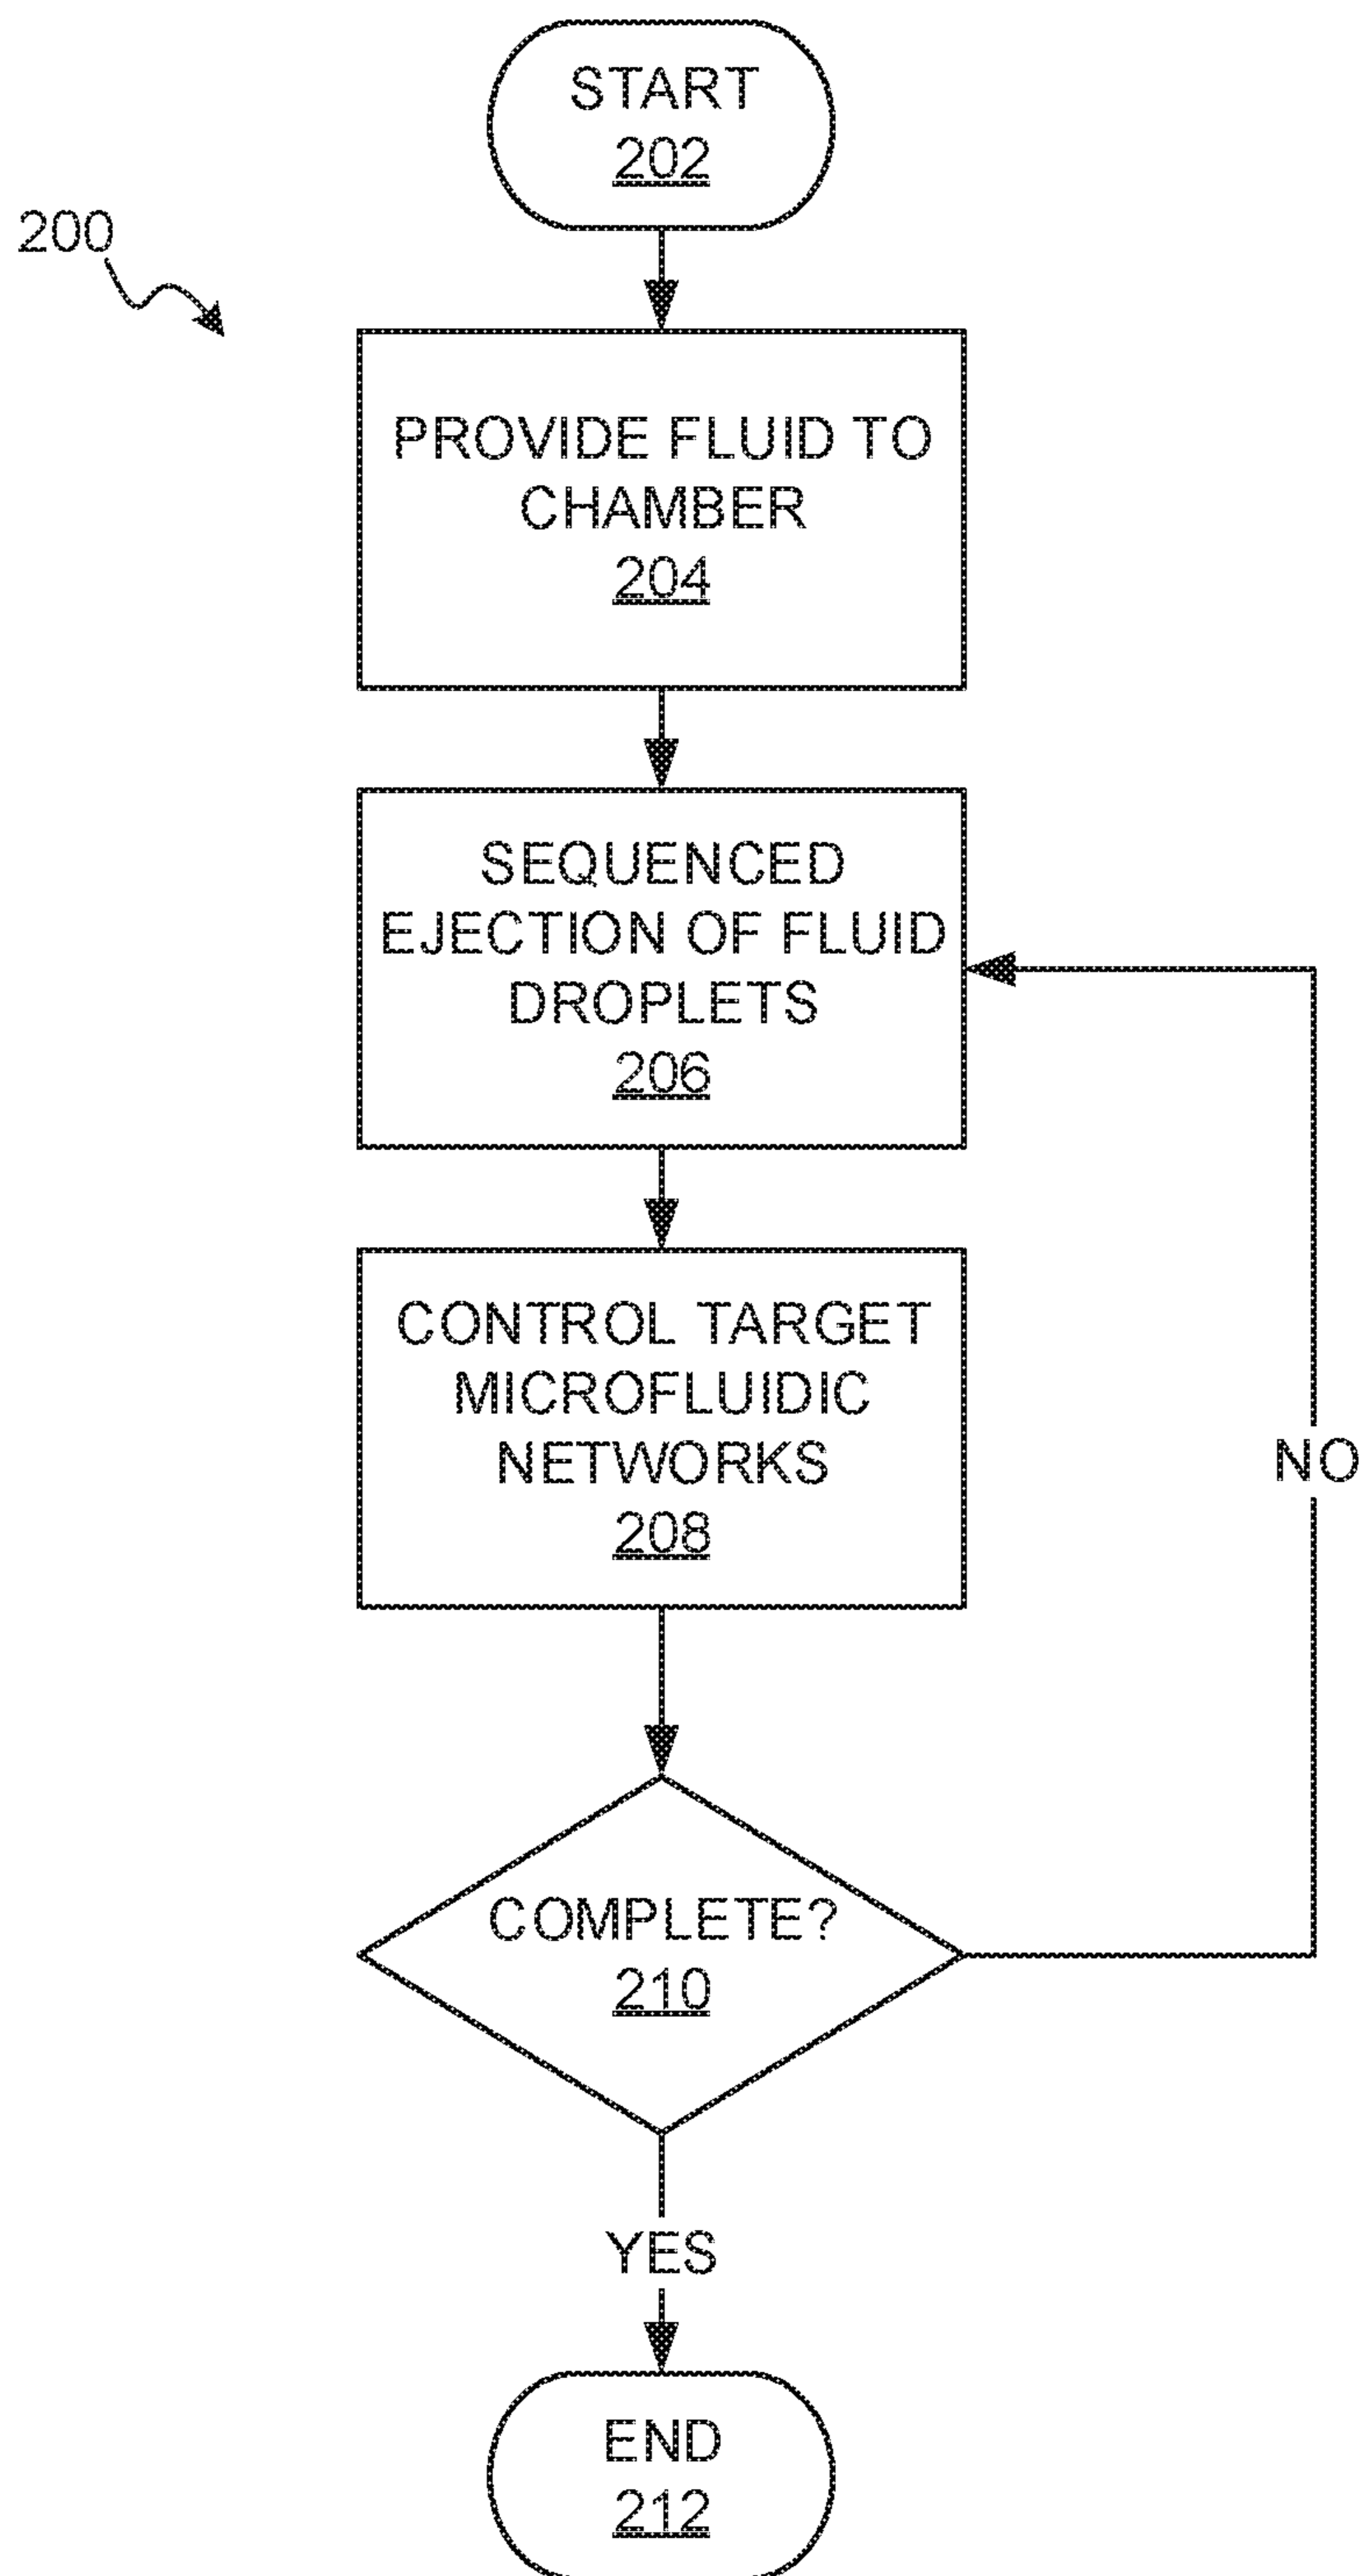 START
202
200
PROVIDE FLUID TO
CHAMBER
204
SEQUENCED
EJECTION OF FLUID
DROPLETS
206
CONTROL TARGET
MICROFLUIDIC
NETWORKS
208
NO
COMPLETE?
210
YES
END
212